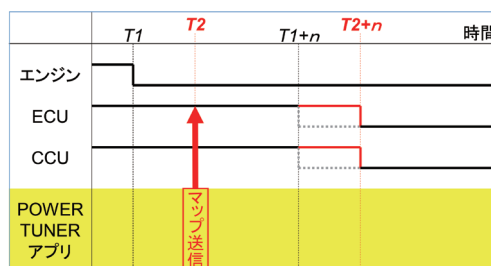 T1 T2 T1+n T2+n 時間
エンジン
ECU
CCU
POWER
TUNER
アプリ
マップ送信